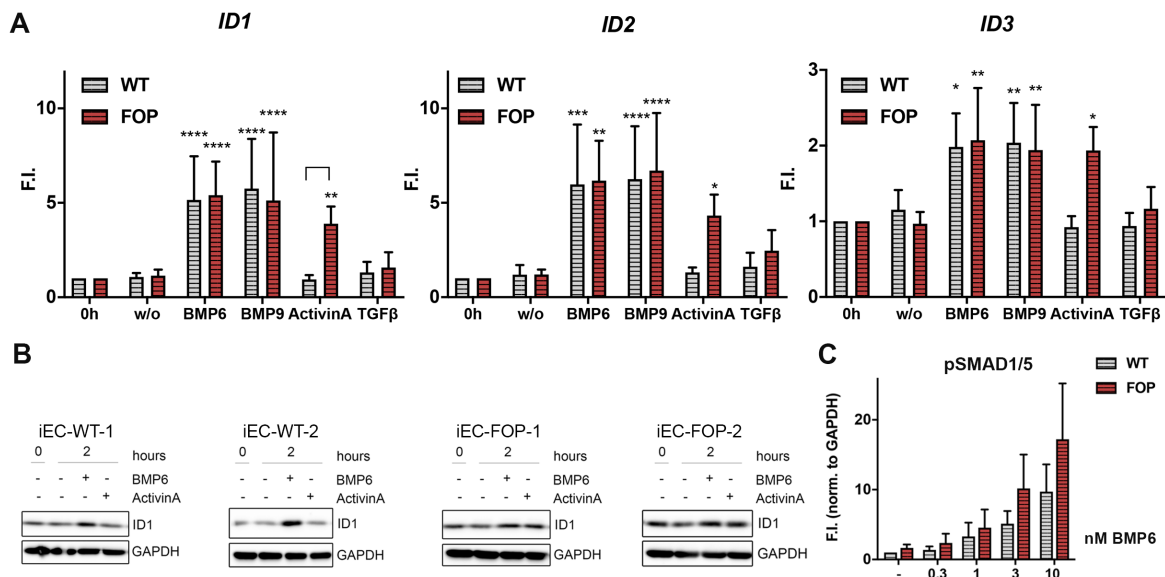 A
ID1
ID2
ID3
F.I.
10
5
0
WT
FOP
****
****
****
****
**
0h
w/o
BMP6
BMP9
ActivinA
TGFβ
F.I.
10
5
0
WT
FOP
***
**
****
****
*
0h
w/o
BMP6
BMP9
ActivinA
TGFβ
F.I.
3
2
1
0
WT
FOP
*
**
**
**
*
0h
w/o
BMP6
BMP9
ActivinA
TGFβ
B
iEC-WT-1
0 2 hours
- - + - BMP6
- - - + ActivinA
ID1
GAPDH
iEC-WT-2
0 2 hours
- - + - BMP6
- - - + ActivinA
ID1
GAPDH
iEC-FOP-1
0 2 hours
- - + - BMP6
- - - + ActivinA
ID1
GAPDH
iEC-FOP-2
0 2 hours
- - + - BMP6
- - - + ActivinA
ID1
GAPDH
C
pSMAD1/5
WT
FOP
F.I. (norm. to GAPDH)
20
10
0
- 0.3 1 3 10
nM BMP6